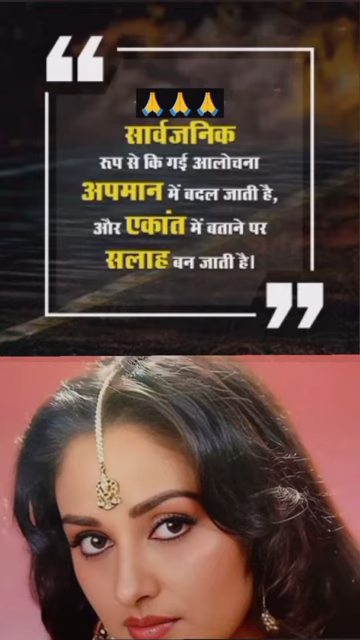 सार्वजनिक
रूप से कि गई आलोचना
अपमान में बदल जाती है,
और एकांत में बताने पर
सलाह बन जाती है।